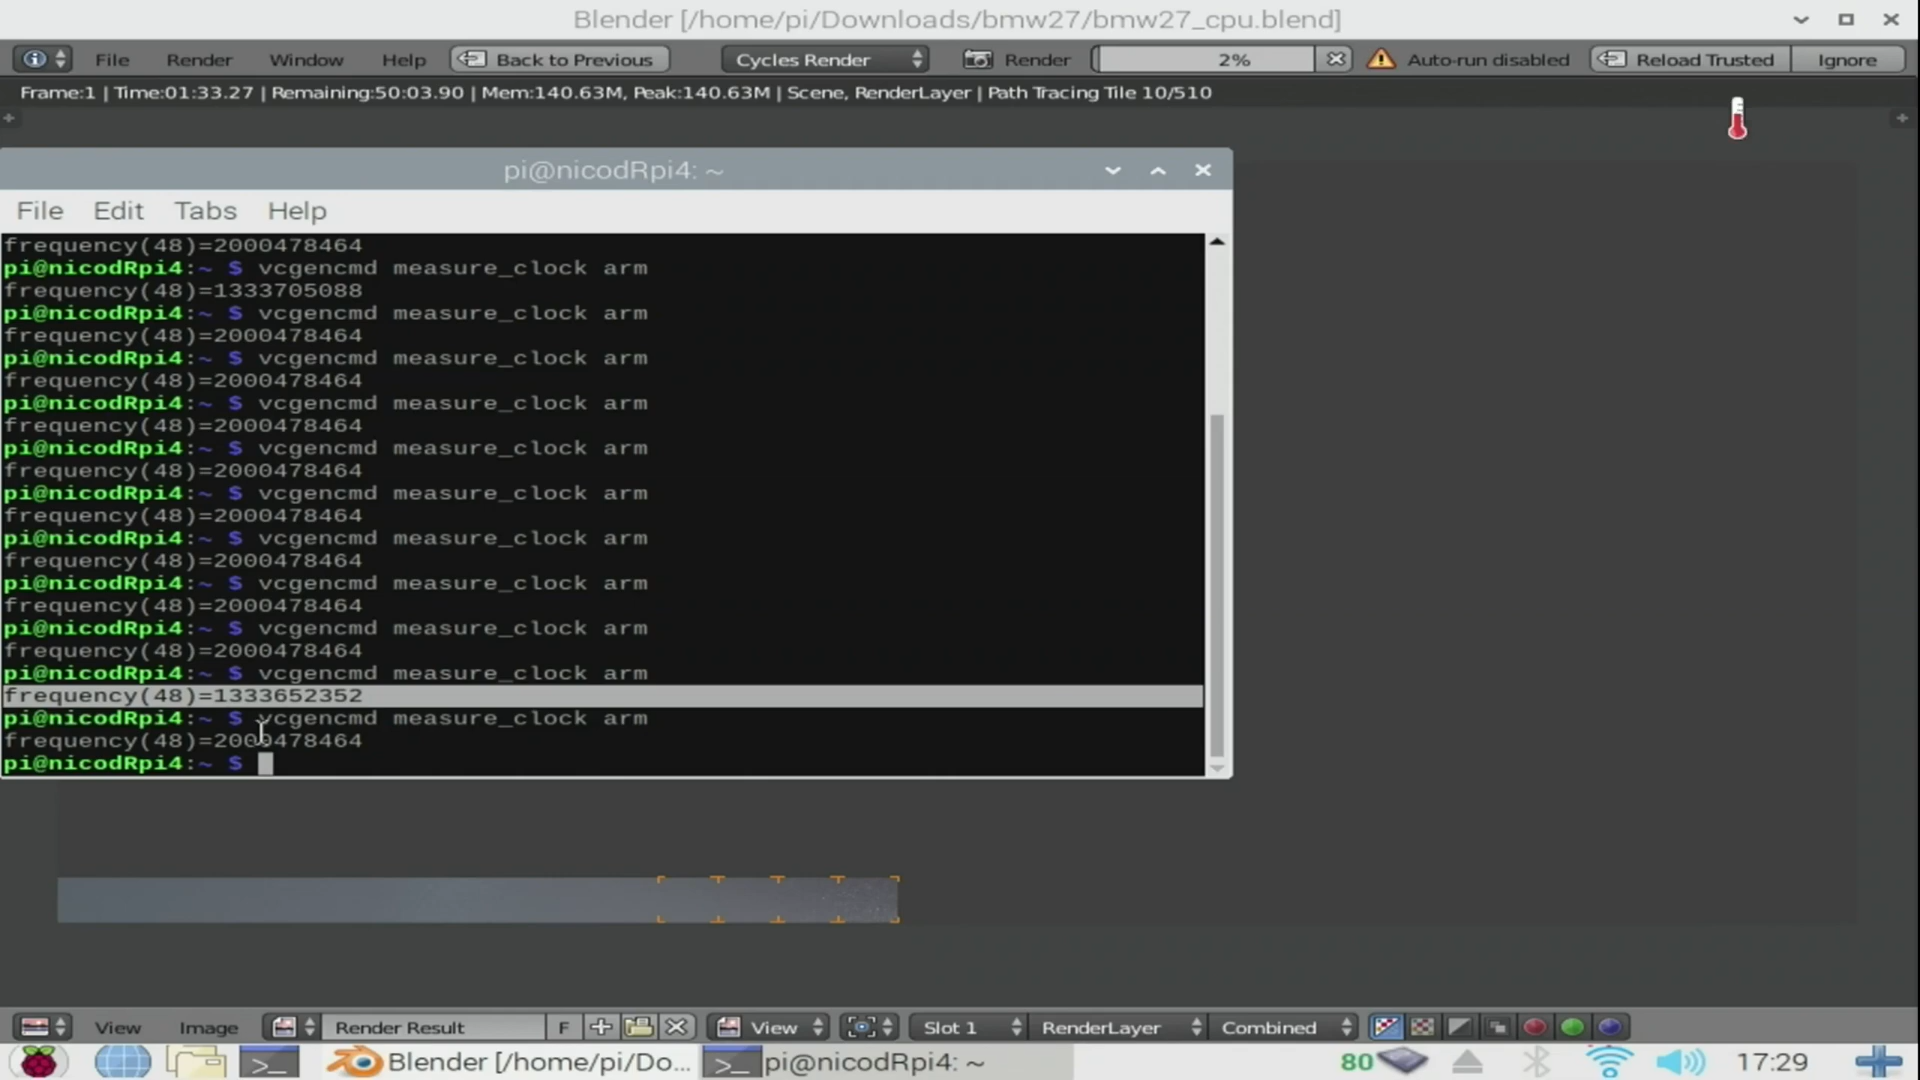 Blender [/home/pi/Downloads/bmw27/bmw27_cpu.blend]
File Render Window Help Back to Previous Cycles Render Render 2% Auto-run disabled Reload Trusted Ignore
Frame:1 | Time:01:33.27 | Remaining:50:03.90 | Mem:140.63M, Peak:140.63M | Scene, RenderLayer | Path Tracing Tile 10/510
pi@nicodRpi4: ~
File Edit Tabs Help
frequency(48)=2000478464
pi@nicodRpi4:~ $ vcgencmd measure_clock arm
frequency(48)=1333705088
pi@nicodRpi4:~ $ vcgencmd measure_clock arm
frequency(48)=2000478464
pi@nicodRpi4:~ $ vcgencmd measure_clock arm
frequency(48)=2000478464
pi@nicodRpi4:~ $ vcgencmd measure_clock arm
frequency(48)=2000478464
pi@nicodRpi4:~ $ vcgencmd measure_clock arm
frequency(48)=2000478464
pi@nicodRpi4:~ $ vcgencmd measure_clock arm
frequency(48)=2000478464
pi@nicodRpi4:~ $ vcgencmd measure_clock arm
frequency(48)=2000478464
pi@nicodRpi4:~ $ vcgencmd measure_clock arm
frequency(48)=2000478464
pi@nicodRpi4:~ $ vcgencmd measure_clock arm
frequency(48)=2000478464
pi@nicodRpi4:~ $ vcgencmd measure_clock arm
frequency(48)=1333652352
pi@nicodRpi4:~ $ vcgencmd measure_clock arm
frequency(48)=2000478464
pi@nicodRpi4:~ $
View Image Render Result F View Slot 1 RenderLayer Combined
Blender [/home/pi/Do... pi@nicodRpi4: ~ 80 17:29